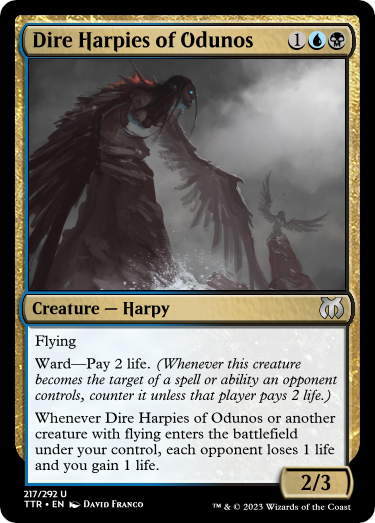 Dire Harpies of Odunos 1
Creature — Harpy
Flying
Ward—Pay 2 life. (Whenever this creature
becomes the target of a spell or ability an opponent
controls, counter it unless that player pays 2 life.)
Whenever Dire Harpies of Odunos or another
creature with flying enters the battlefield
under your control, each opponent loses 1 life
and you gain 1 life.
2/3
217/292 U
TTR • EN David Franco
™ & © 2023 Wizards of the Coast